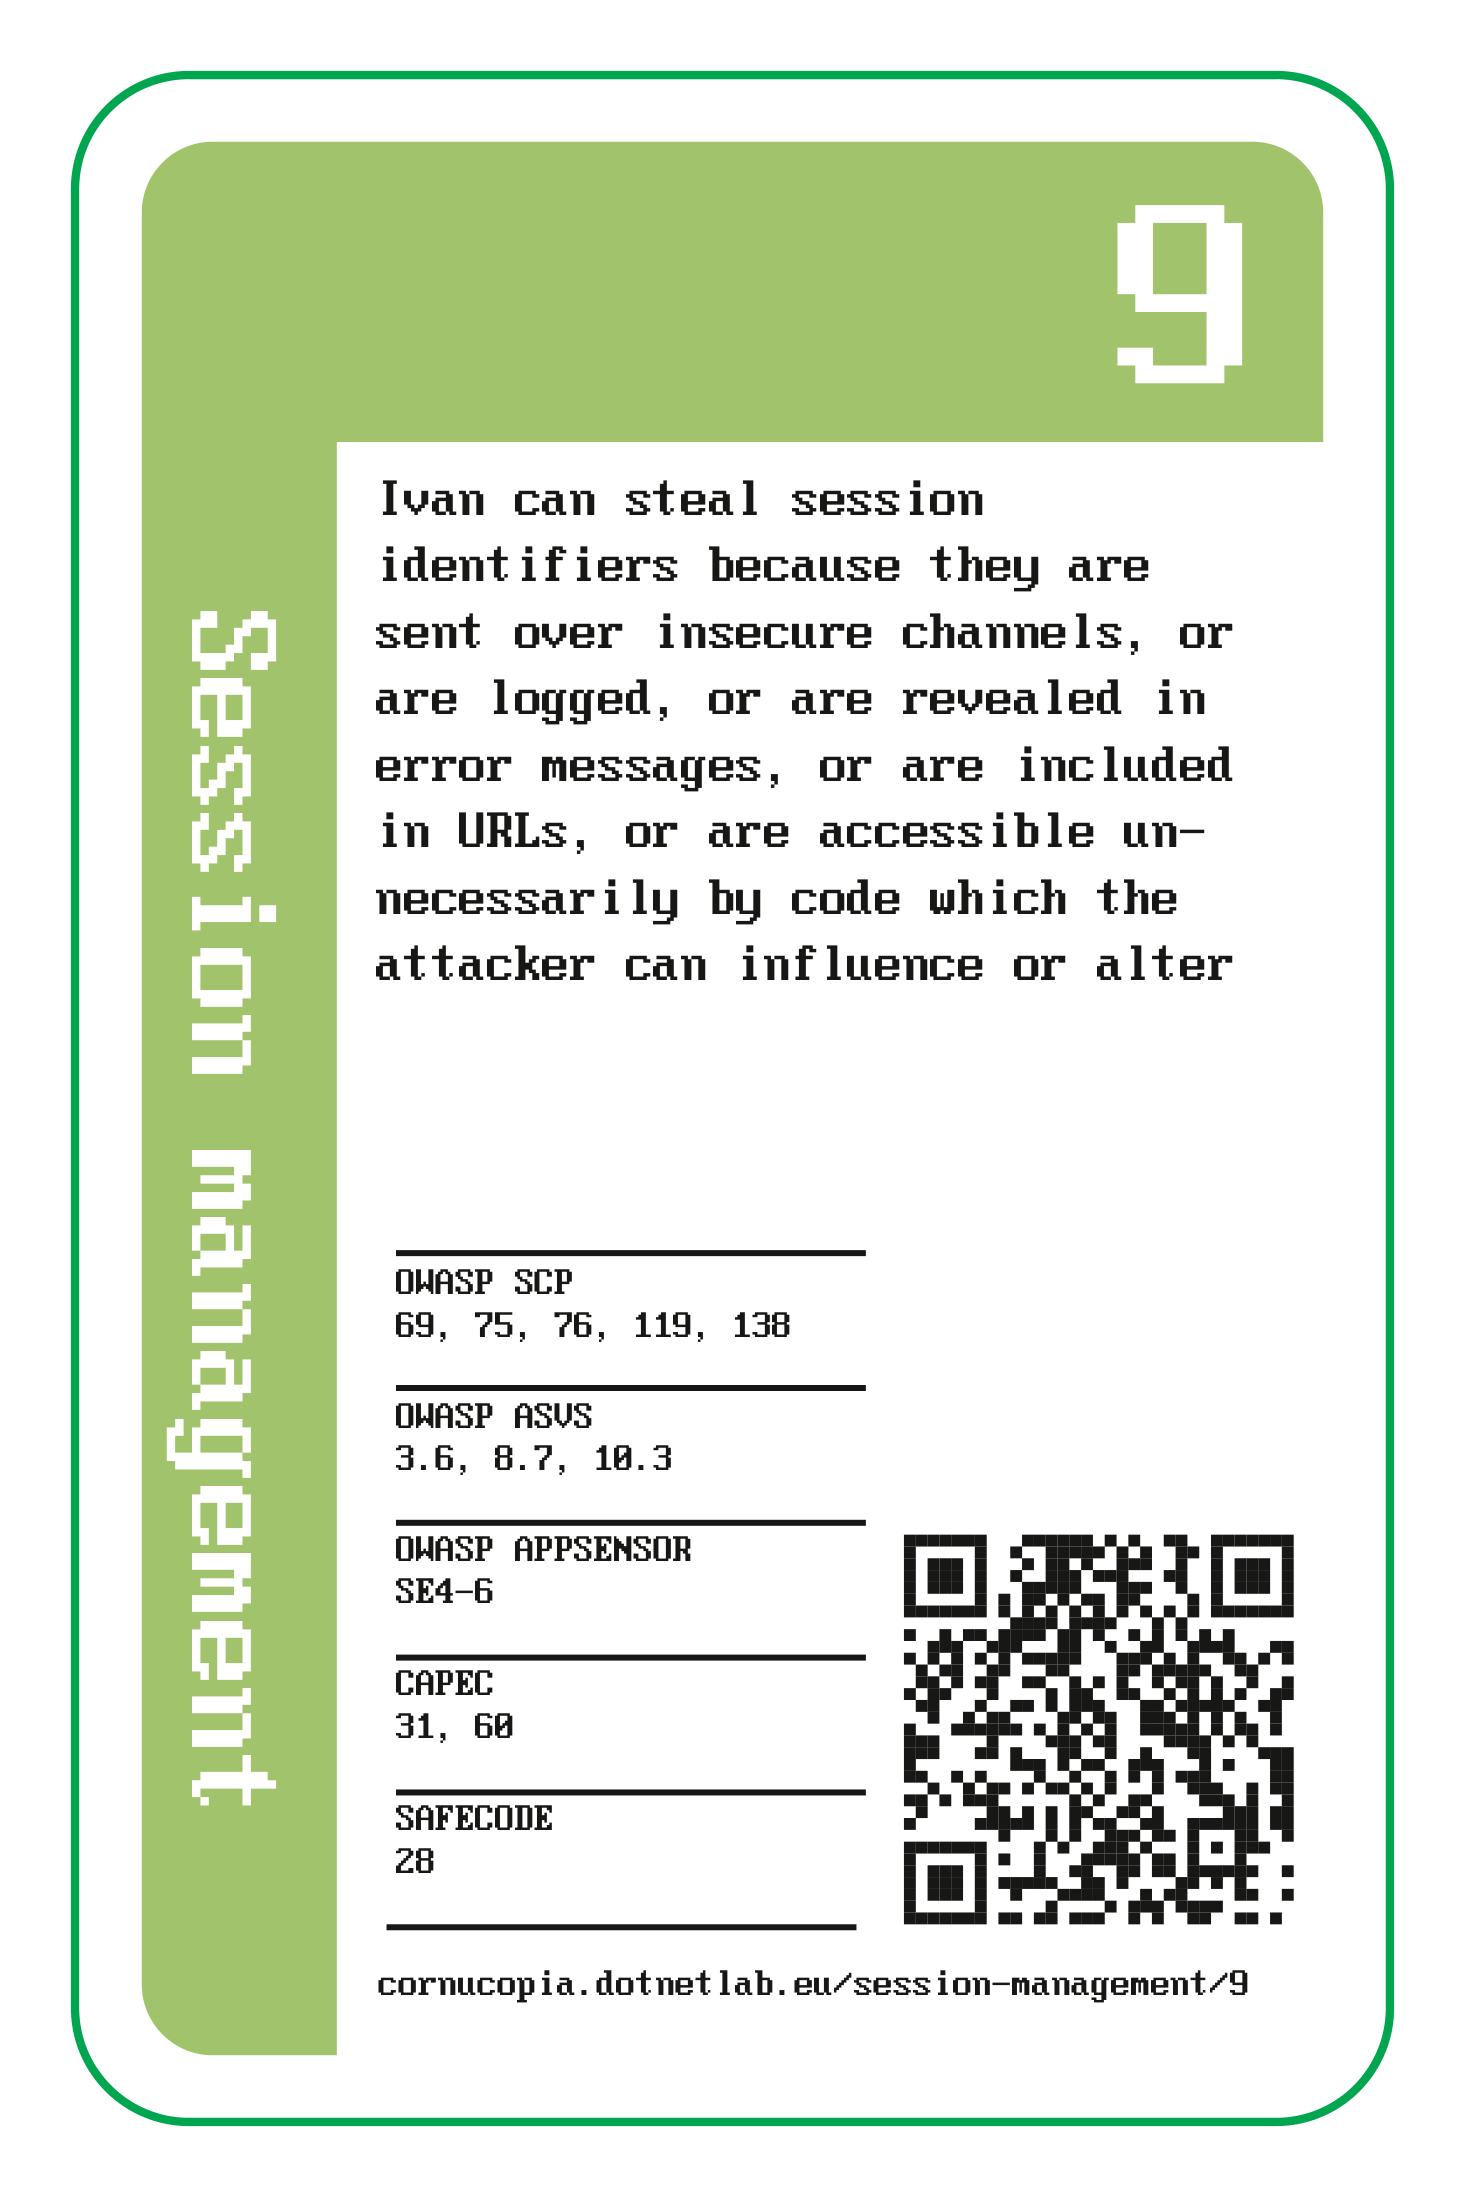 9
Session management
Ivan can steal session
identifiers because they are
sent over insecure channels, or
are logged, or are revealed in
error messages, or are included
in URLs, or are accessible un-
necessarily by code which the
attacker can influence or alter
OWASP SCP
69, 75, 76, 119, 138
OWASP ASVS
3.6, 8.7, 10.3
OWASP APPSENSOR
SE4-6
CAPEC
31, 60
SAFECODE
28
cornucopia.dotnetlab.eu/session-management/9